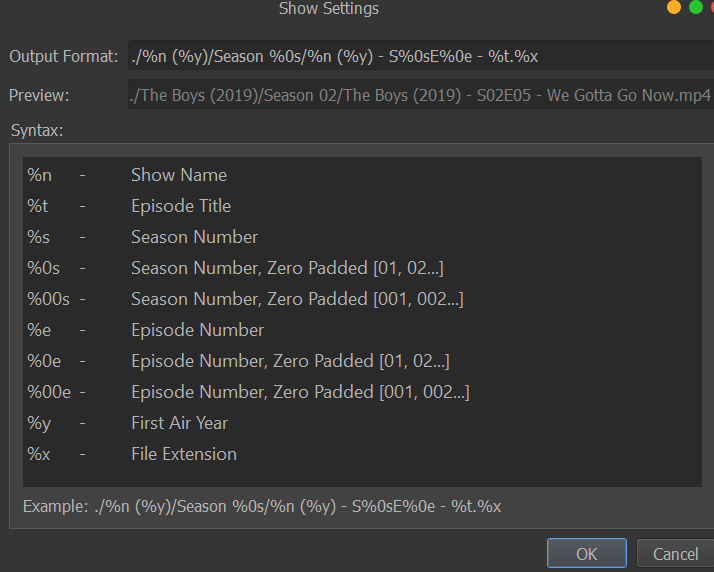 Show Settings
Output Format: ./%n (%y)/Season %0s/%n (%y) - S%0sE%0e - %t.%x
Preview: ./The Boys (2019)/Season 02/The Boys (2019) - S02E05 - We Gotta Go Now.mp4
Syntax:
%n - Show Name
%t - Episode Title
%s - Season Number
%0s - Season Number, Zero Padded [01, 02...]
%00s - Season Number, Zero Padded [001, 002...]
%e - Episode Number
%0e - Episode Number, Zero Padded [01, 02...]
%00e - Episode Number, Zero Padded [001, 002...]
%y - First Air Year
%x - File Extension
Example: ./%n (%y)/Season %0s/%n (%y) - S%0sE%0e - %t.%x
OK Cancel